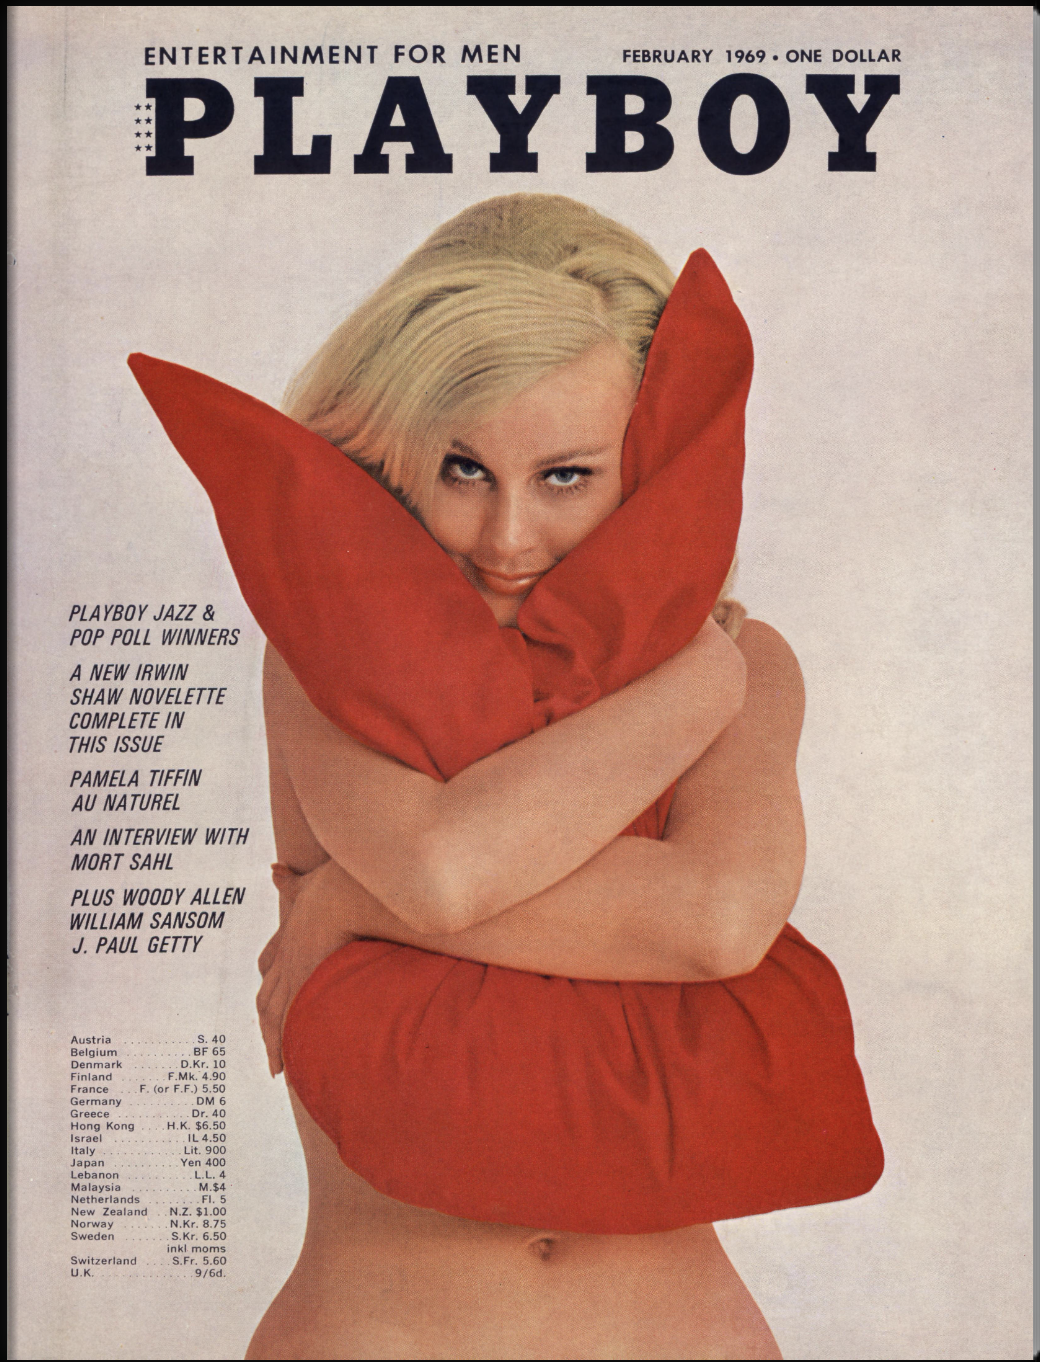 ENTERTAINMENT FOR MEN
FEBRUARY 1969 • ONE DOLLAR
PLAYBOY
PLAYBOY JAZZ &
POP POLL WINNERS
A NEW IRWIN
SHAW NOVELETTE
COMPLETE IN
THIS ISSUE
PAMELA TIFFIN
AU NATUREL
AN INTERVIEW WITH
MORT SAHL
PLUS WOODY ALLEN
WILLIAM SANSOM
J. PAUL GETTY
Austria . . . . . . . . . . . S. 40
Belgium . . . . . . . . . . BF 65
Denmark . . . . . . . D.Kr. 10
Finland . . . . . . F.Mk. 4.90
France . . . F. (or F.F.) 5.50
Germany . . . . . . . . . DM 6
Greece . . . . . . . . . . Dr. 40
Hong Kong . . . . H.K. $6.50
Israel . . . . . . . . . . IL 4.50
Italy . . . . . . . . . . . Lit. 900
Japan . . . . . . . . . Yen 400
Lebanon . . . . . . . . . L.L. 4
Malaysia . . . . . . . . . M.$4
Netherlands . . . . . . . Fl. 5
New Zealand . . N.Z. $1.00
Norway . . . . . . N.Kr. 8.75
Sweden . . . . . . S.Kr. 6.50
inkl moms
Switzerland . . . . S.Fr. 5.60
U.K. . . . . . . . . . . . . . 9/6d.